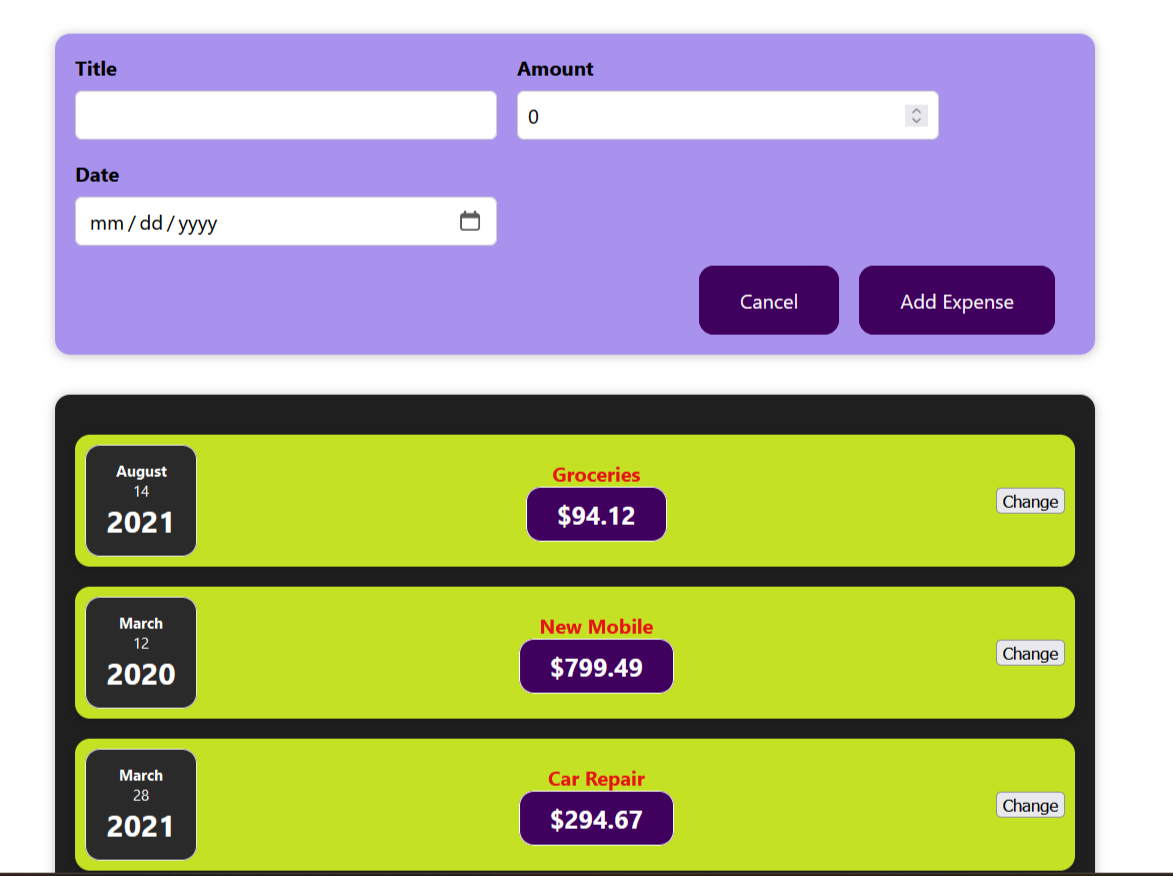 Title
Amount
0
Date
mm/dd/yyyy
Cancel
Add Expense
August
14
2021
Groceries
$94.12
Change
March
12
2020
New Mobile
$799.49
Change
March
28
2021
Car Repair
$294.67
Change